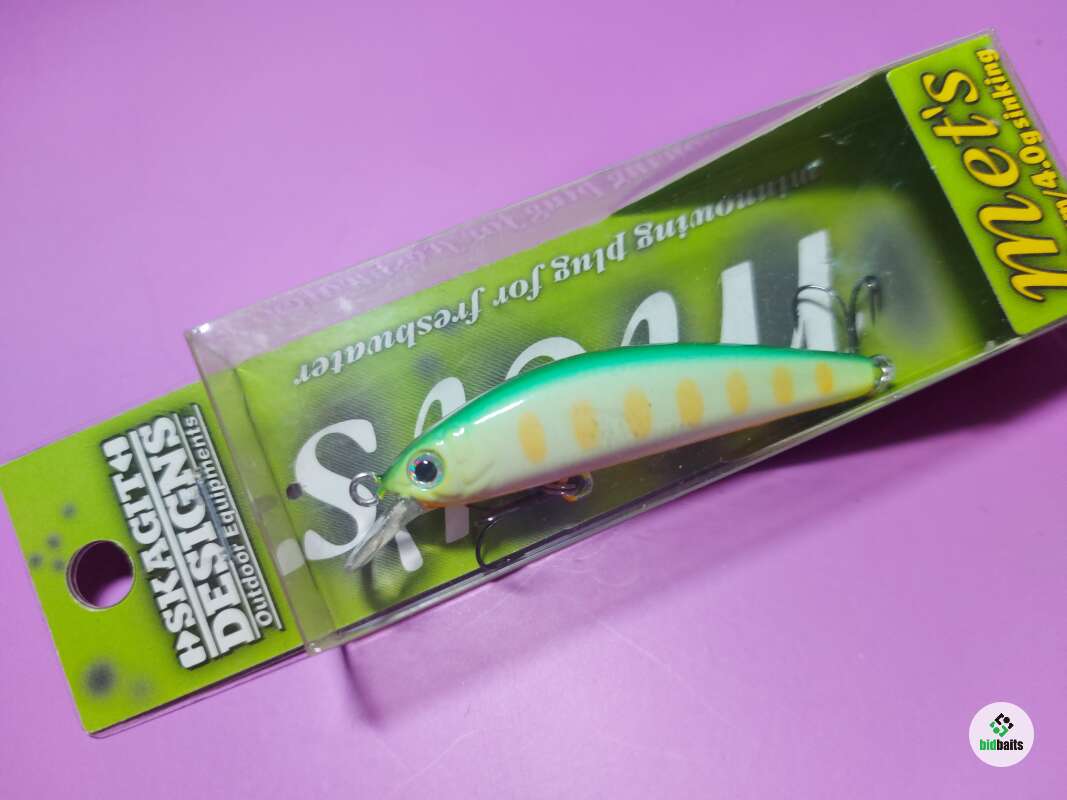 SKAGIT
DESIGNS
Outdoor Equipments
minnowing plug for freshwater
met's
/4.0g sinking
bidbaits